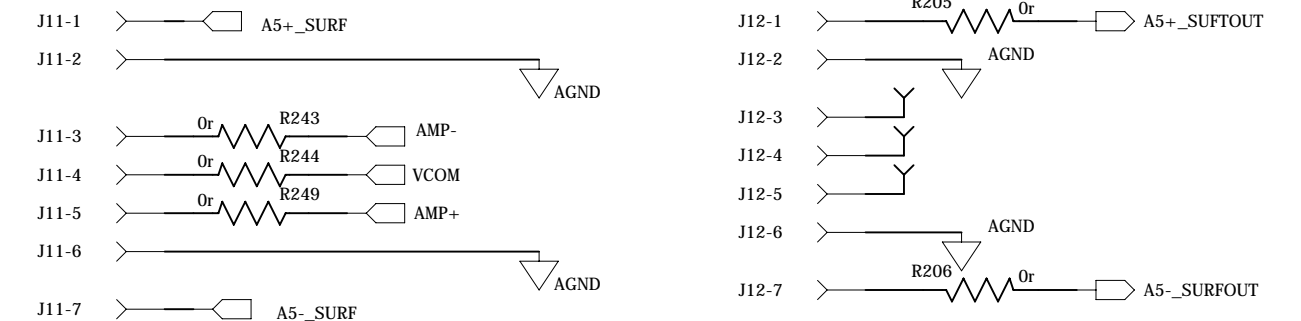 J11-1 A5+_SURF
J11-2 AGND
J11-3 0r R243 AMP-
J11-4 0r R244 VCOM
J11-5 0r R249 AMP+
J11-6 AGND
J11-7 A5-_SURF
J12-1 R205 0r A5+_SUFTOUT
J12-2 AGND
J12-3
J12-4
J12-5
J12-6 AGND
J12-7 R206 0r A5-_SURFOUT